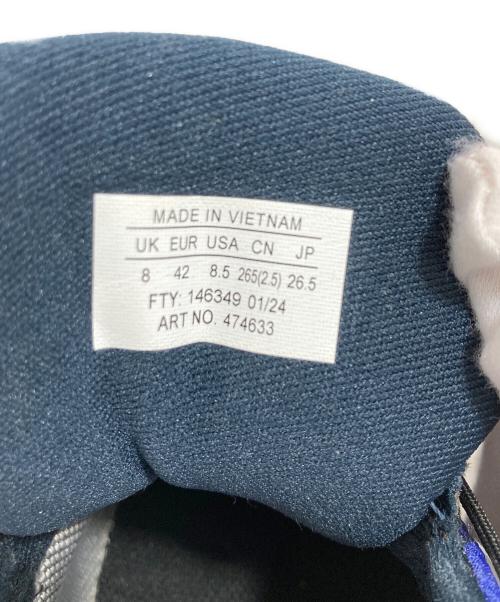 MADE IN VIETNAM
UK EUR USA CN JP
8 42 8.5 265(2.5) 26.5
FTY: 146349 01/24
ART NO. 474633